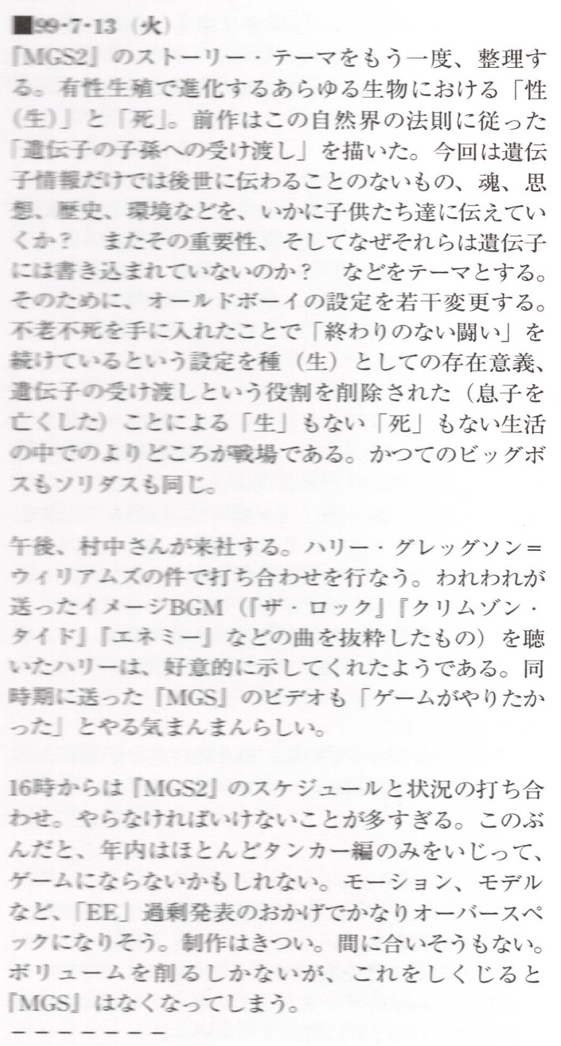 ■99・7・13（火）
『MGS2』のストーリー・テーマをもう一度、整理す
る。有性生殖で進化するあらゆる生物における「性
（生）」と「死」。前作はこの自然界の法則に従った
「遺伝子の子孫への受け渡し」を描いた。今回は遺伝
子情報だけでは後世に伝わることのないもの、魂、思
想、歴史、環境などを、いかに子供たち達に伝えてい
くか？　またその重要性、そしてなぜそれらは遺伝子
には書き込まれていないのか？　などをテーマとする。
そのために、オールドボーイの設定を若干変更する。
不老不死を手に入れたことで「終わりのない闘い」を
続けているという設定を種（生）としての存在意義、
遺伝子の受け渡しという役割を削除された（息子を
亡くした）ことによる「生」もない「死」もない生活
の中でのよりどころが戦場である。かつてのビッグボ
スもソリダスも同じ。
午後、村中さんが来社する。ハリー・グレッグソン＝
ウィリアムズの件で打ち合わせを行なう。われわれが
送ったイメージBGM（『ザ・ロック』『クリムゾン・
タイド』『エネミー』などの曲を抜粋したもの）を聴
いたハリーは、好意的に示してくれたようである。同
時期に送った『MGS』のビデオも「ゲームがやりたか
った」とやる気まんまんらしい。
16時からは『MGS2』のスケジュールと状況の打ち合
わせ。やらなければいけないことが多すぎる。このぶ
んだと、年内はほとんどタンカー編のみをいじって、
ゲームにならないかもしれない。モーション、モデル
など、「EE」過剰発表のおかげでかなりオーバースペ
ックになりそう。制作はきつい。間に合いそうもない。
ボリュームを削るしかないが、これをしくじると
『MGS』はなくなってしまう。
－－－－－－－